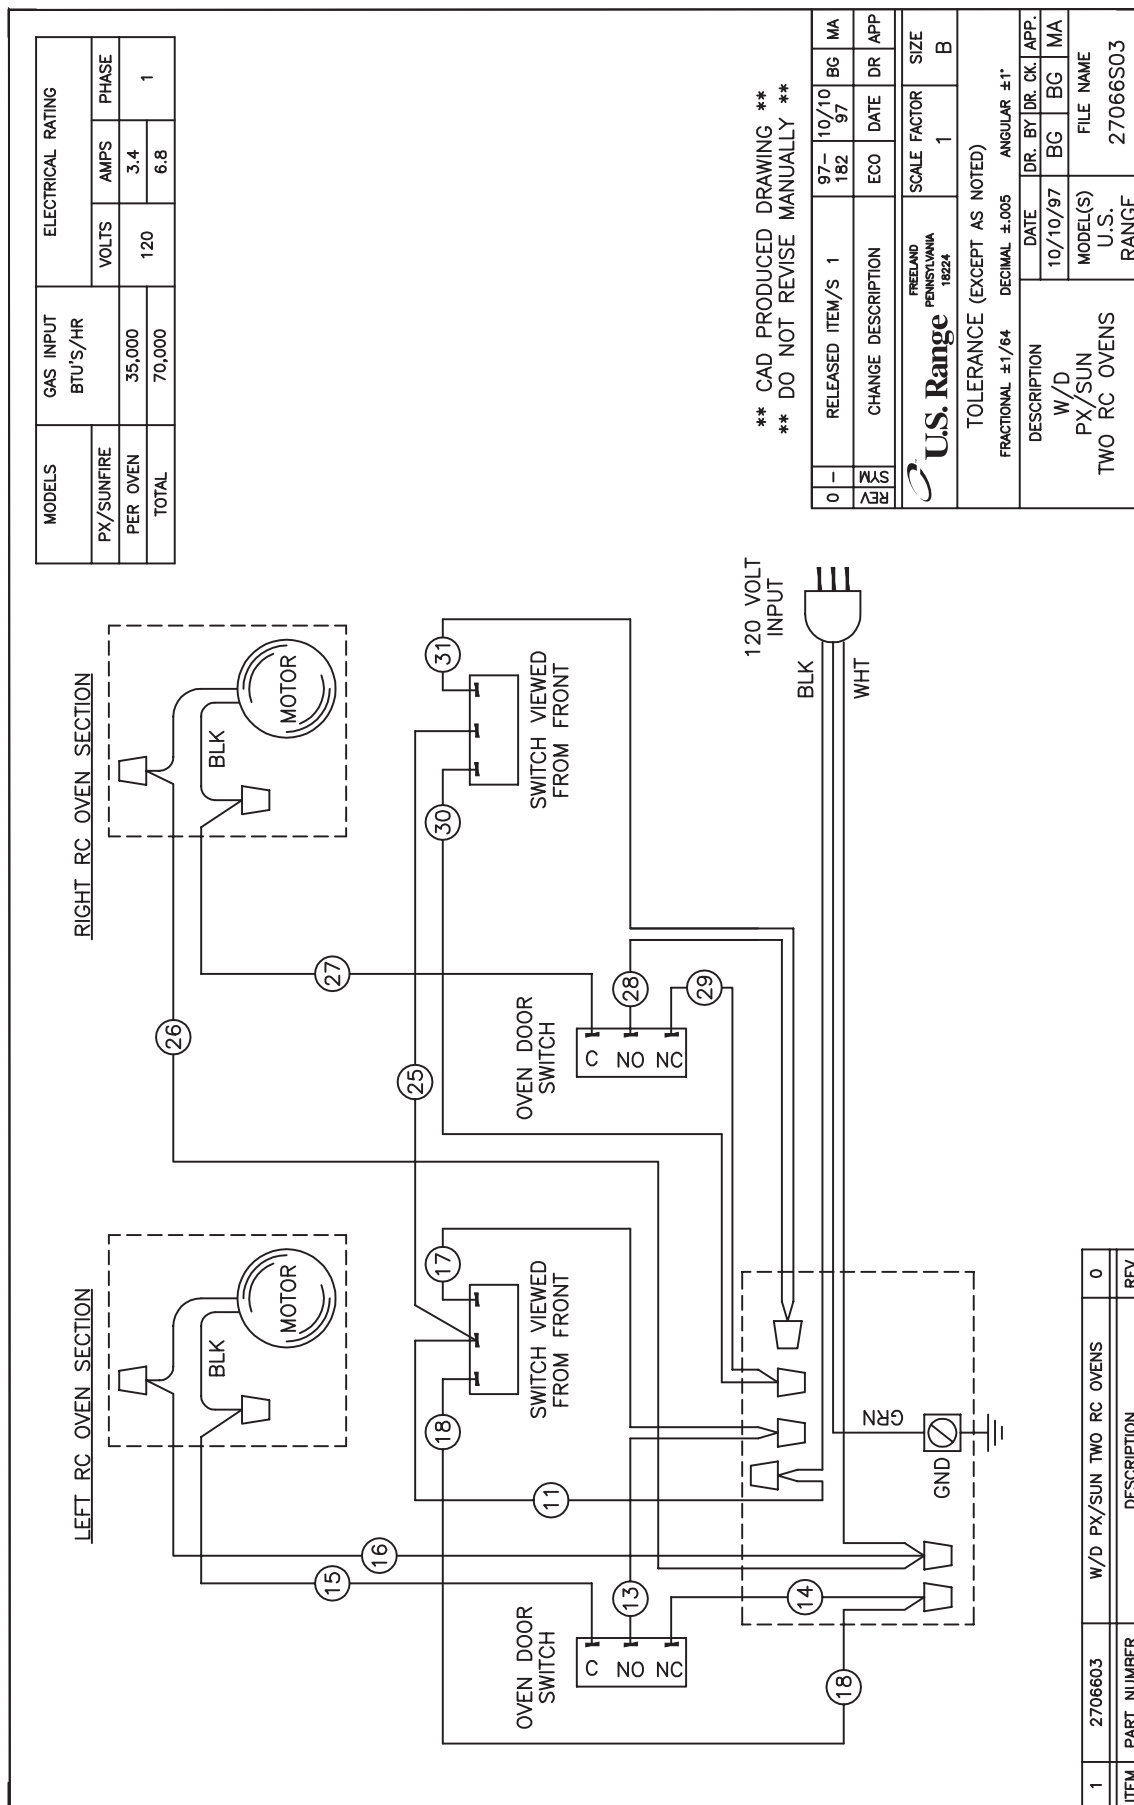 MODELS
GAS INPUT
BTU'S/HR
ELECTRICAL RATING
PX/SUNFIRE
VOLTS
AMPS
PHASE
PER OVEN
35,000
120
3.4
1
TOTAL
70,000
6.8
LEFT RC OVEN SECTION
RIGHT RC OVEN SECTION
BLK
MOTOR
BLK
MOTOR
15
16
26
27
18
17
25
30
31
SWITCH VIEWED
FROM FRONT
SWITCH VIEWED
FROM FRONT
OVEN DOOR
SWITCH
C
NO
NC
OVEN DOOR
SWITCH
C
NO
NC
11
13
14
18
28
29
120 VOLT
INPUT
BLK
WHT
GRN
GND
** CAD PRODUCED DRAWING **
** DO NOT REVISE MANUALLY **
0
–
RELEASED ITEM/S 1
97-
182
10/10
97
BG
MA
REV
SYM
CHANGE DESCRIPTION
ECO
DATE
DR
APP
U.S. Range
FREELAND
PENNSYLVANIA
18224
SCALE FACTOR
1
SIZE
B
TOLERANCE (EXCEPT AS NOTED)
FRACTIONAL ±1/64 DECIMAL ±.005 ANGULAR ±1°
DESCRIPTION
W/D
PX/SUN
TWO RC OVENS
DATE
DR. BY
DR. CK.
APP.
10/10/97
BG
BG
MA
MODEL(S)
U.S.
RANGE
FILE NAME
27066S03
1
2706603
W/D PX/SUN TWO RC OVENS
0
ITEM
PART NUMBER
DESCRIPTION
REV